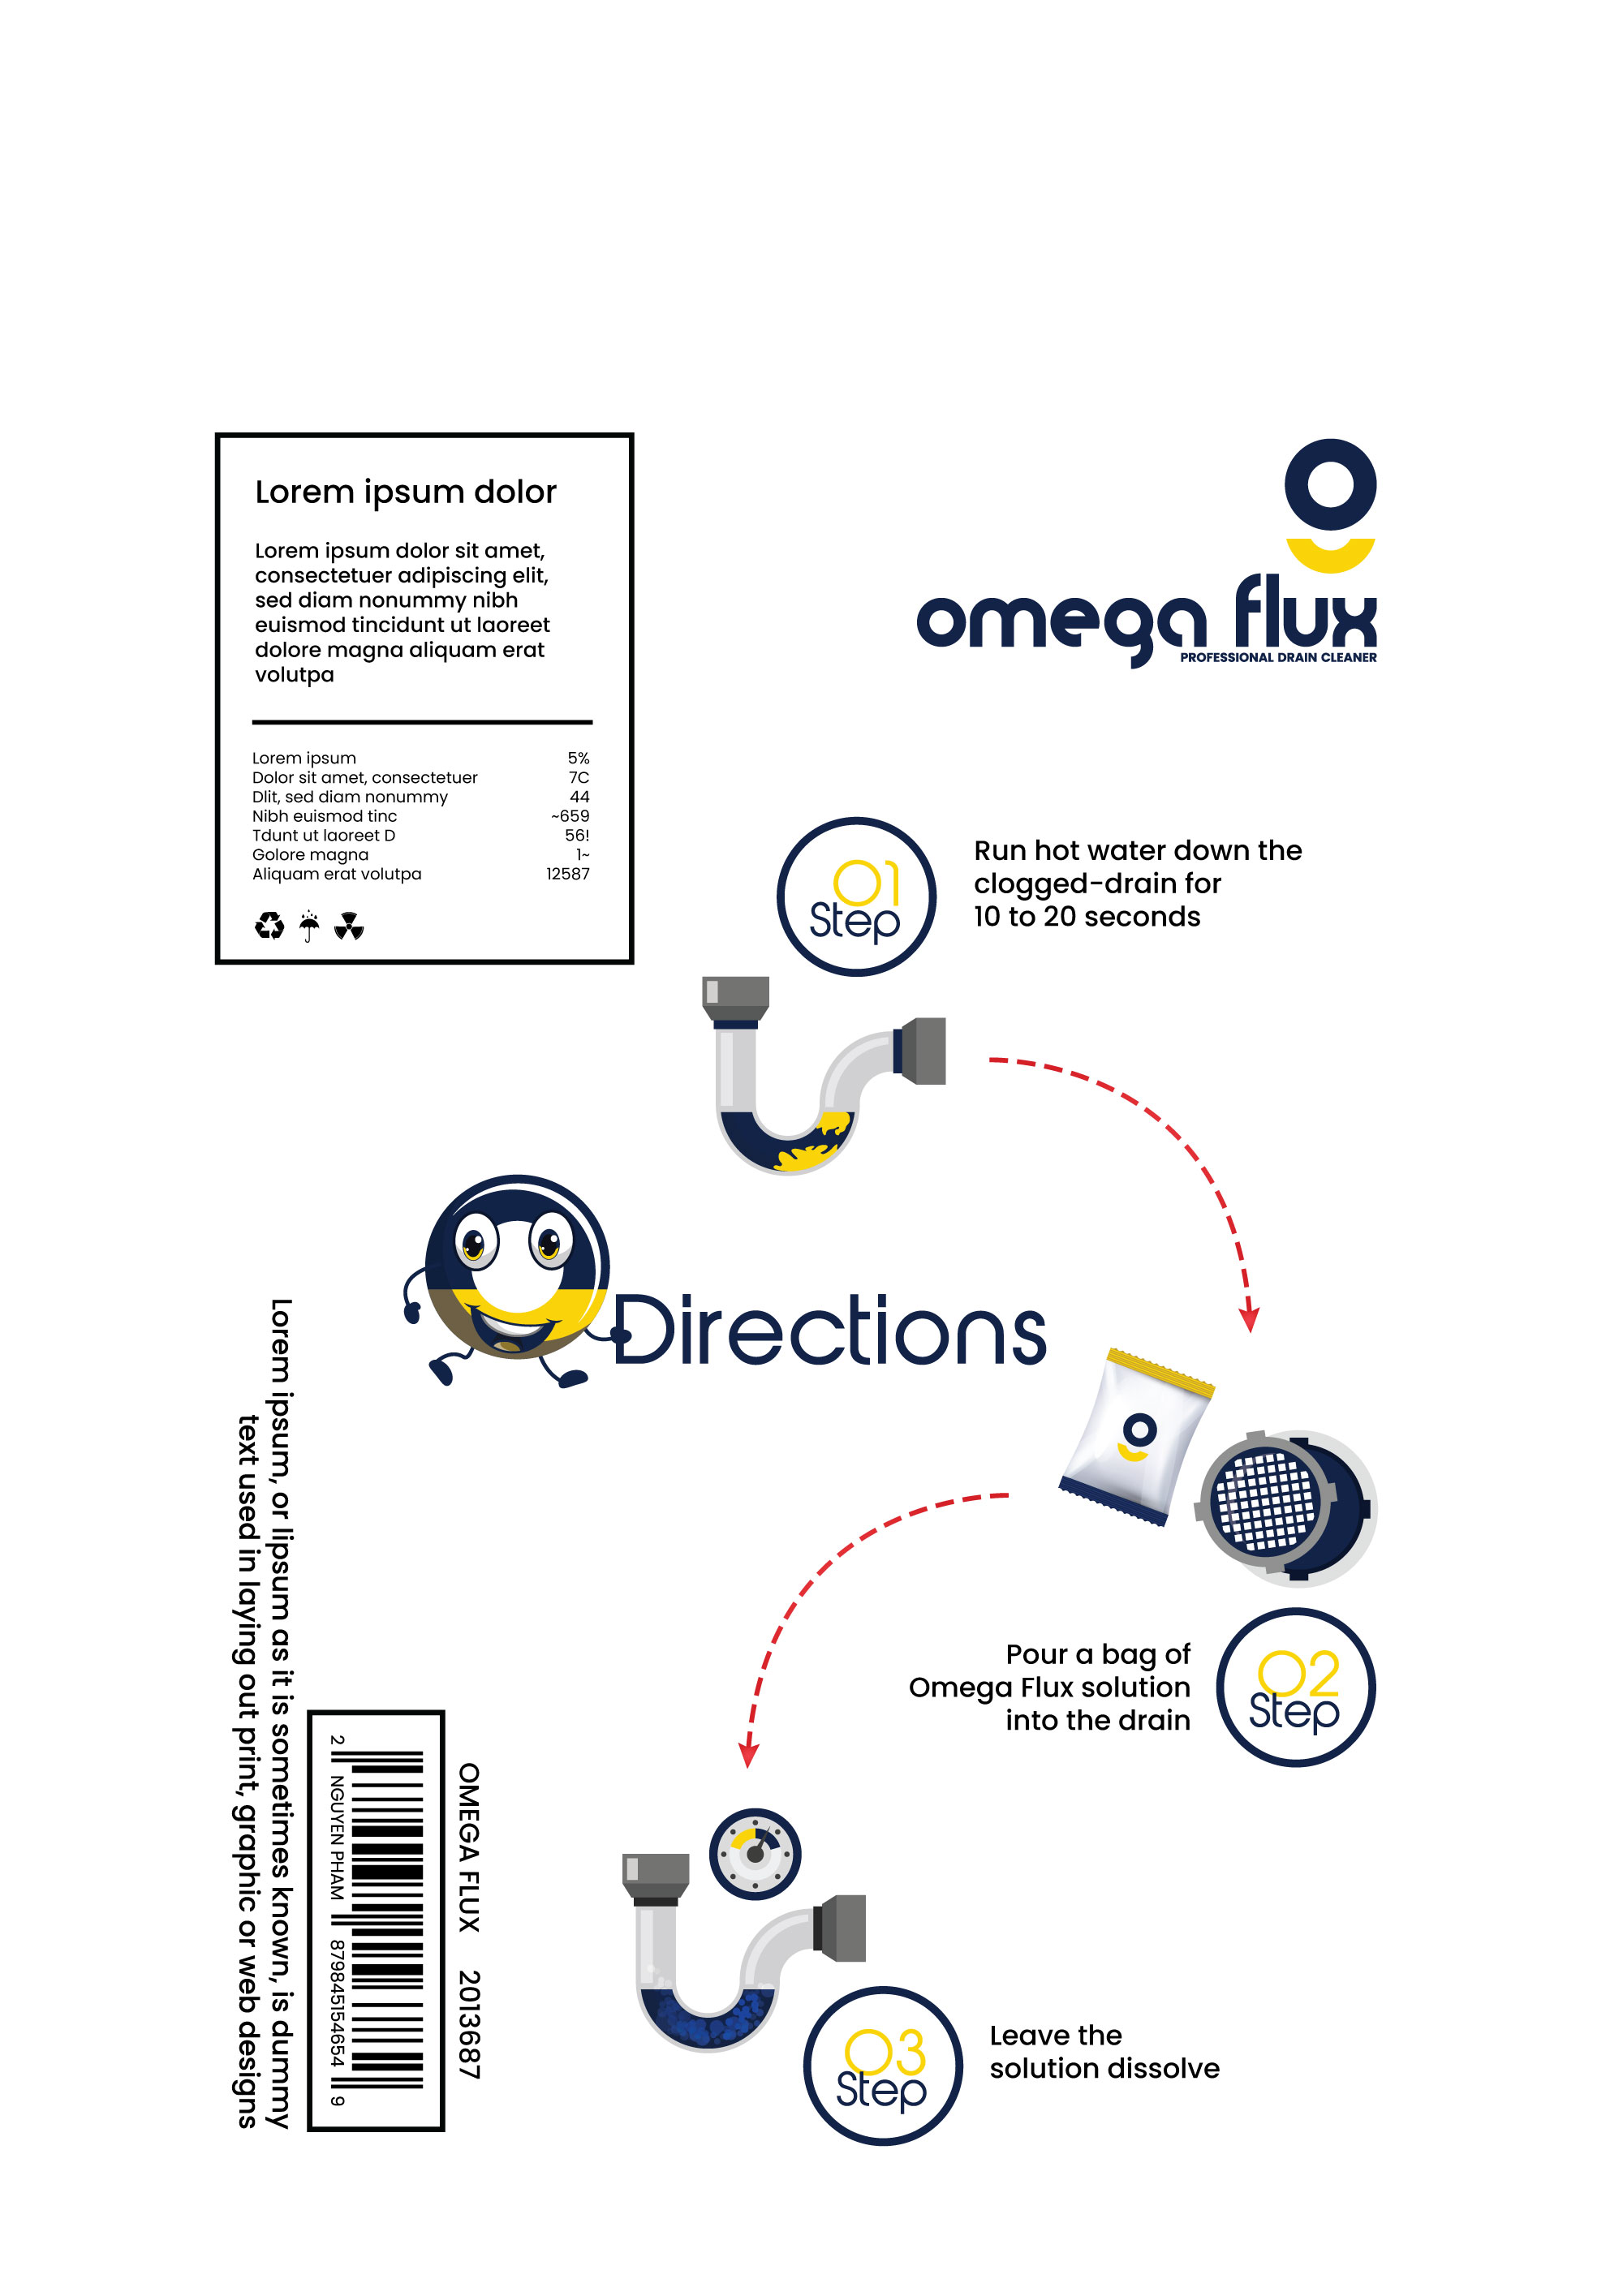 Lorem ipsum dolor
Lorem ipsum dolor sit amet,
consectetuer adipiscing elit,
sed diam nonummy nibh
euismod tincidunt ut laoreet
dolore magna aliquam erat
volutpa
Lorem ipsum 5%
Dolor sit amet, consectetuer 7C
Dlit, sed diam nonummy 44
Nibh euismod tinc ~659
Tdunt ut laoreet D 56!
Golore magna 1~
Aliquam erat volutpa 12587
omega flux
PROFESSIONAL DRAIN CLEANER
01
Step
Run hot water down the
clogged-drain for
10 to 20 seconds
Directions
Pour a bag of
Omega Flux solution
into the drain
02
Step
03
Step
Leave the
solution dissolve
Lorem ipsum, or lipsum as it is sometimes known, is dummy
text used in laying out print, graphic or web designs
2 NGUYEN PHAM 879845154654 9
OMEGA FLUX 2013687